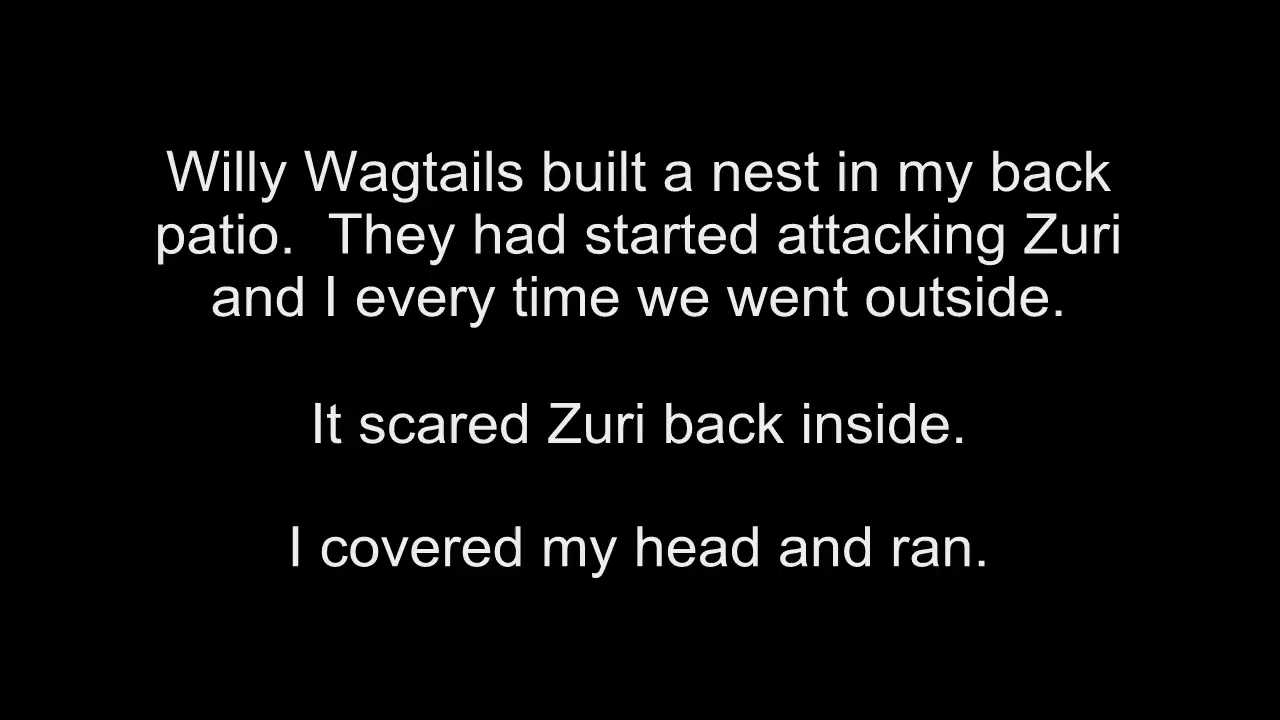 Willy Wagtails built a nest in my back
patio.  They had started attacking Zuri
and I every time we went outside.
It scared Zuri back inside.
I covered my head and ran.